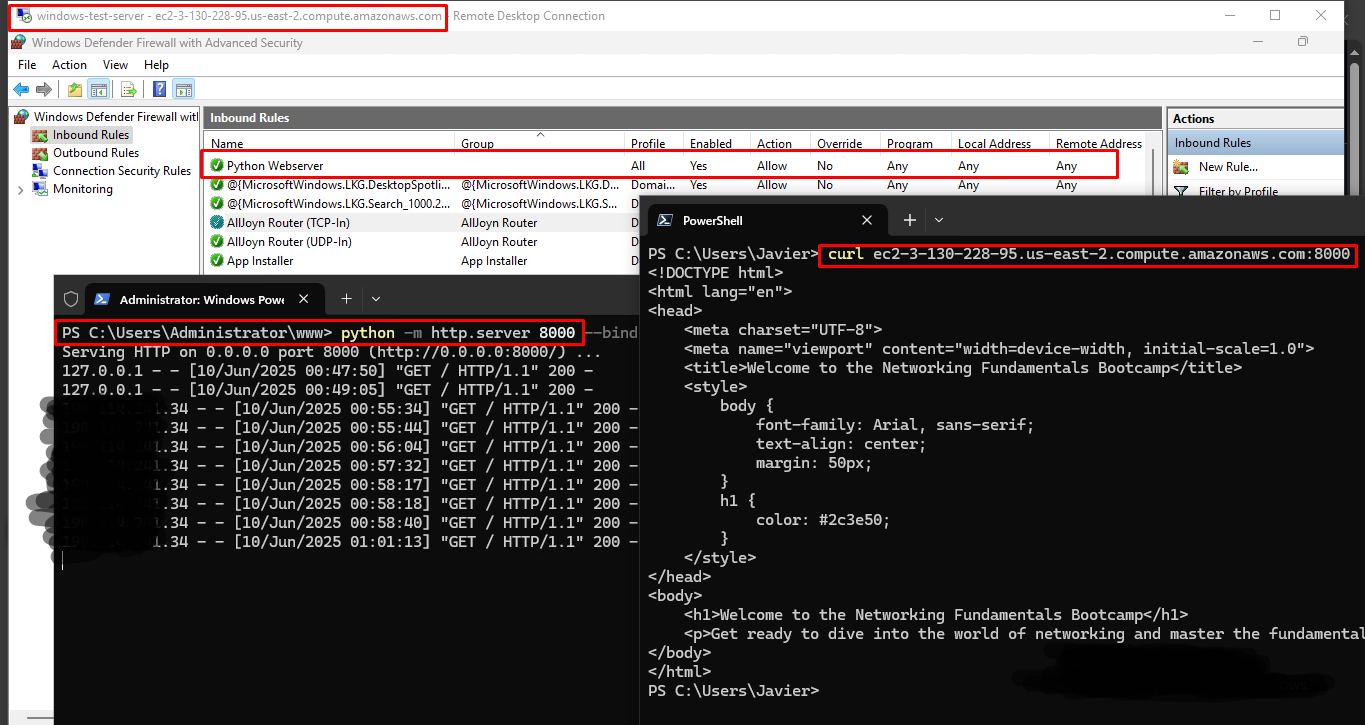 windows-test-server - ec2-3-130-228-95.us-east-2.compute.amazonaws.com - Remote Desktop Connection
Windows Defender Firewall with Advanced Security
File Action View Help
Windows Defender Firewall wit
Inbound Rules
Outbound Rules
Connection Security Rules
Monitoring
Inbound Rules
Name Group Profile Enabled Action Override Program Local Address Remote Address
Python Webserver All Yes Allow No Any Any Any
@{MicrosoftWindows.LKG.DesktopSpotli... @{MicrosoftWindows.LKG.D... Domai... Yes Allow No Any Any Any
@{MicrosoftWindows.LKG.Search_1000.2... @{MicrosoftWindows.LKG.S... D
AllJoyn Router (TCP-In) AllJoyn Router D
AllJoyn Router (UDP-In) AllJoyn Router D
App Installer App Installer D
Actions
Inbound Rules
New Rule...
Filter by Profile
Administrator: Windows Powe
PS C:\Users\Administrator\www> python -m http.server 8000 --bind
Serving HTTP on 0.0.0.0 port 8000 (http://0.0.0.0:8000/) ...
127.0.0.1 - - [10/Jun/2025 00:47:50] "GET / HTTP/1.1" 200 -
127.0.0.1 - - [10/Jun/2025 00:49:05] "GET / HTTP/1.1" 200 -
.34 - - [10/Jun/2025 00:55:34] "GET / HTTP/1.1" 200 -
.34 - - [10/Jun/2025 00:55:44] "GET / HTTP/1.1" 200 -
.34 - - [10/Jun/2025 00:56:04] "GET / HTTP/1.1" 200 -
.34 - - [10/Jun/2025 00:57:32] "GET / HTTP/1.1" 200 -
.34 - - [10/Jun/2025 00:58:17] "GET / HTTP/1.1" 200 -
.34 - - [10/Jun/2025 00:58:18] "GET / HTTP/1.1" 200 -
.34 - - [10/Jun/2025 00:58:40] "GET / HTTP/1.1" 200 -
.34 - - [10/Jun/2025 01:01:13] "GET / HTTP/1.1" 200 -
PowerShell
PS C:\Users\Javier> curl ec2-3-130-228-95.us-east-2.compute.amazonaws.com:8000
<!DOCTYPE html>
<html lang="en">
<head>
    <meta charset="UTF-8">
    <meta name="viewport" content="width=device-width, initial-scale=1.0">
    <title>Welcome to the Networking Fundamentals Bootcamp</title>
    <style>
        body {
            font-family: Arial, sans-serif;
            text-align: center;
            margin: 50px;
        }
        h1 {
            color: #2c3e50;
        }
    </style>
</head>
<body>
    <h1>Welcome to the Networking Fundamentals Bootcamp</h1>
    <p>Get ready to dive into the world of networking and master the fundamental
</body>
</html>
PS C:\Users\Javier>